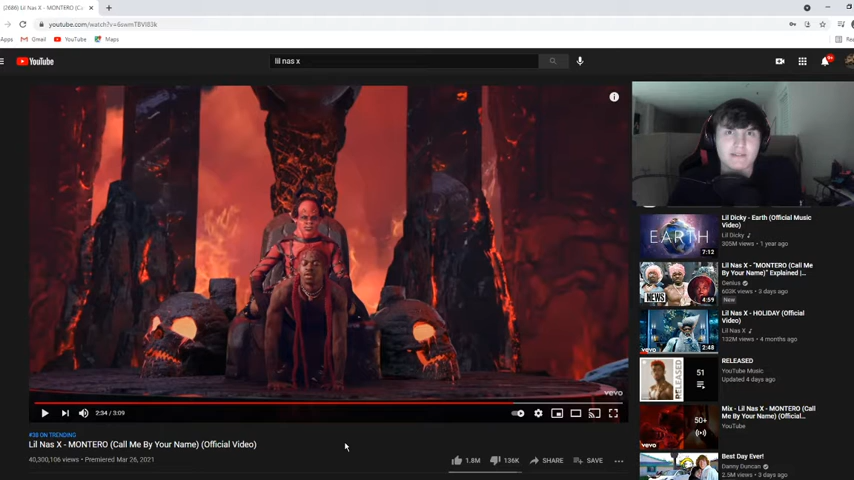 (2686) Lil Nas X - MONTERO (Ca
youtube.com/watch?v=6swmTBVI83k
Apps
Gmail
YouTube
Maps
YouTube
lil nas x
9+
EARTH
7:12
Lil Dicky - Earth (Official Music
Video)
Lil Dicky
305M views • 1 year ago
NEWS
4:59
Lil Nas X - "MONTERO (Call Me
By Your Name)" Explained |...
Genius
603K views • 3 days ago
New
vevo
2:48
Lil Nas X - HOLIDAY (Official
Video)
Lil Nas X
132M views • 4 months ago
RELEASED
51
RELEASED
YouTube Music
Updated 4 days ago
vevo
50+
Mix - Lil Nas X - MONTERO (Call
Me By Your Name) (Official...
YouTube
Best Day Ever!
Danny Duncan
2.5M views • 3 days ago
vevo
2:34 / 3:09
#30 ON TRENDING
Lil Nas X - MONTERO (Call Me By Your Name) (Official Video)
40,300,106 views • Premiered Mar 26, 2021
1.8M
136K
SHARE
SAVE